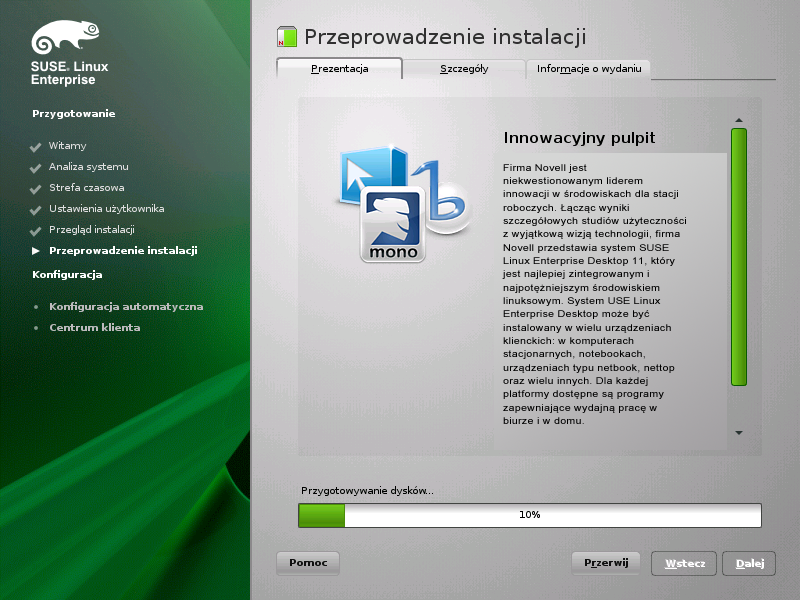 SUSE. Linux
Enterprise
Przygotowanie
Witamy
Analiza systemu
Strefa czasowa
Ustawienia użytkownika
Przegląd instalacji
Przeprowadzenie instalacji
Konfiguracja
Konfiguracja automatyczna
Centrum klienta
Przeprowadzenie instalacji
Prezentacja
Szczegóły
Informacje o wydaniu
mono
Innowacyjny pulpit
Firma Novell jest
niekwestionowanym liderem
innowacji w środowiskach dla stacji
roboczych. Łącząc wyniki
szczegółowych studiów użyteczności
z wyjątkową wizją technologii, firma
Novell przedstawia system SUSE
Linux Enterprise Desktop 11, który
jest najlepiej zintegrowanym i
najpotężniejszym środowiskiem
linuksowym. System USE Linux
Enterprise Desktop może być
instalowany w wielu urządzeniach
klienckich: w komputerach
stacjonarnych, notebookach,
urządzeniach typu netbook, nettop
oraz wielu innych. Dla każdej
platformy dostępne są programy
zapewniające wydajną pracę w
biurze i w domu.
Przygotowywanie dysków...
10%
Pomoc
Przerwij
Wstecz
Dalej